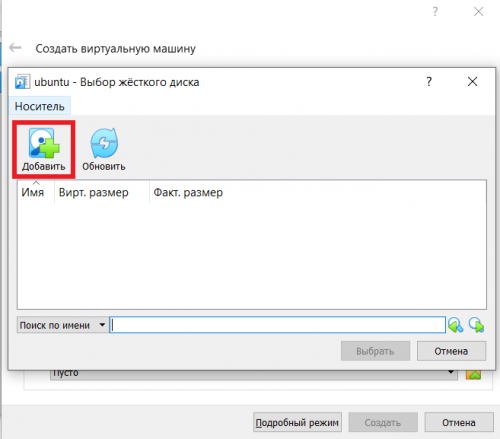 Создать виртуальную машину
ubuntu - Выбор жёсткого диска
Носитель
Добавить Обновить
Имя Вирт. размер Факт. размер
Поиск по имени
Выбрать Отмена
Пусто
Подробный режим Создать Отмена